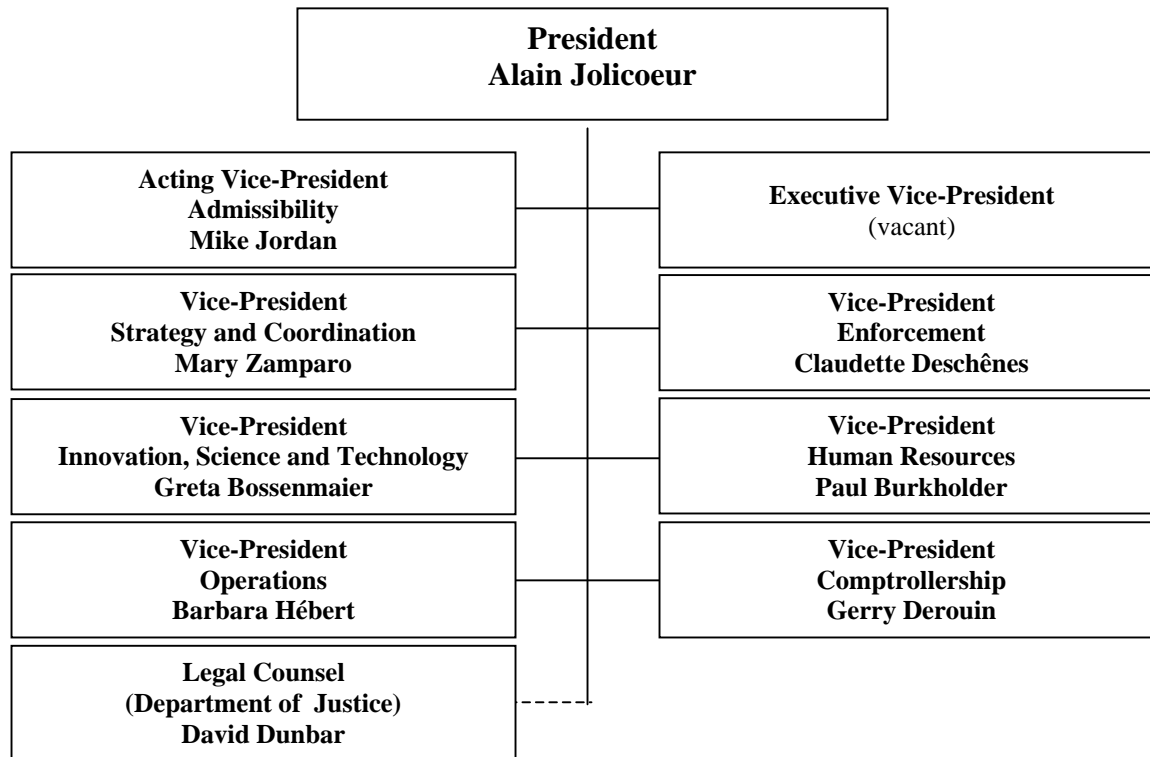 President
Alain Jolicoeur
Acting Vice-President
Admissibility
Mike Jordan
Executive Vice-President
(vacant)
Vice-President
Strategy and Coordination
Mary Zamparo
Vice-President
Enforcement
Claudette Deschênes
Vice-President
Innovation, Science and Technology
Greta Bossenmaier
Vice-President
Human Resources
Paul Burkholder
Vice-President
Operations
Barbara Hébert
Vice-President
Comptrollership
Gerry Derouin
Legal Counsel
(Department of Justice)
David Dunbar